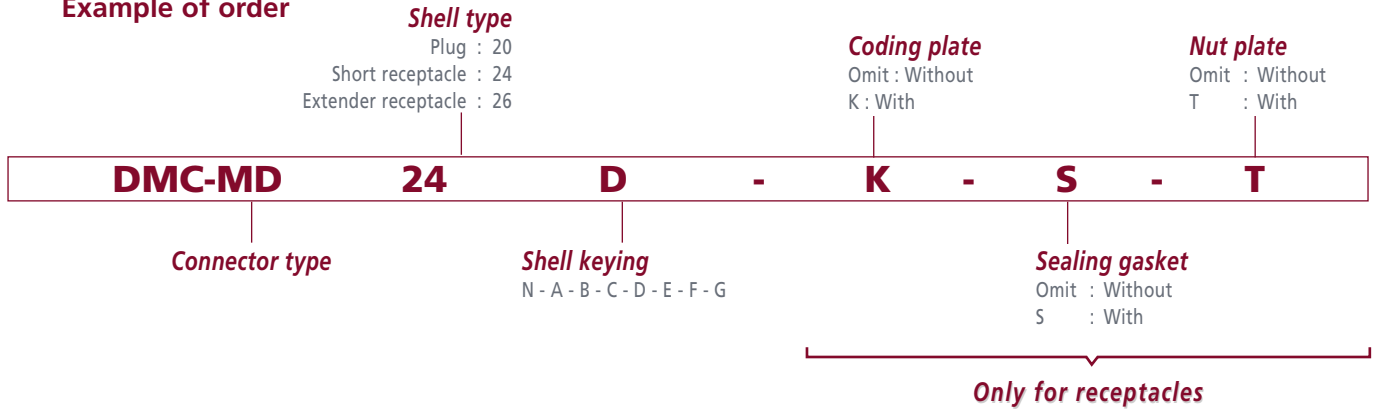 Example of order
Shell type
Plug : 20
Short receptacle : 24
Extender receptacle : 26
Coding plate
Omit : Without
K : With
Nut plate
Omit : Without
T : With
DMC-MD 24 D - K - S - T
Connector type
Shell keying
N - A - B - C - D - E - F - G
Sealing gasket
Omit : Without
S : With
Only for receptacles